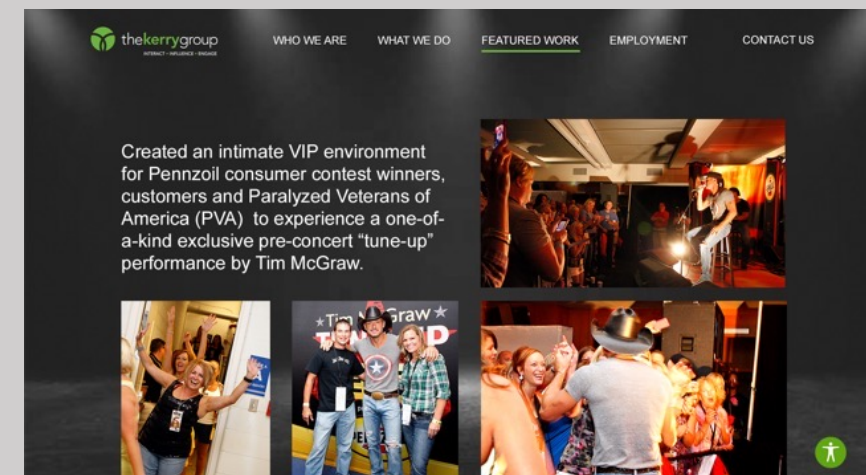 thekerrygroup
INTERACT • INFLUENCE • ENGAGE
WHO WE ARE
WHAT WE DO
FEATURED WORK
EMPLOYMENT
CONTACT US
Created an intimate VIP environment
for Pennzoil consumer contest winners,
customers and Paralyzed Veterans of
America (PVA) to experience a one-of-
a-kind exclusive pre-concert “tune-up”
performance by Tim McGraw.